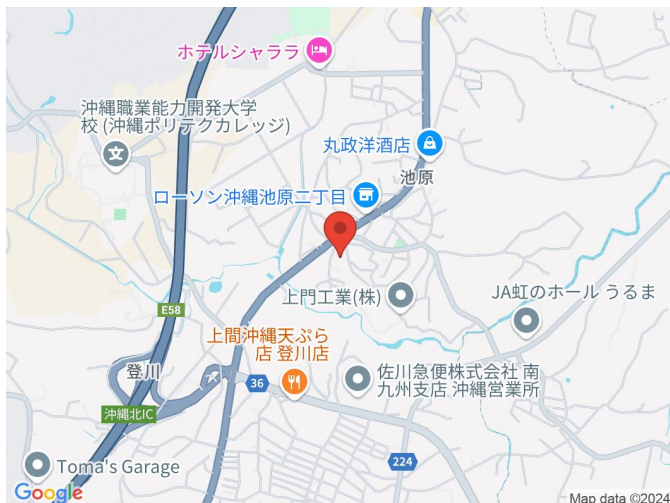 ホテルシャララ
沖縄職業能力開発大学
校 (沖縄ポリテクカレッジ)
丸政洋酒店
池原
ローソン沖縄池原二丁目
上門工業(株)
JA虹のホール うるま
E58
上間沖縄天ぷら
店 登川店
登川
36
佐川急便株式会社 南
九州支店 沖縄営業所
沖縄北IC
224
Toma's Garage
Google
Map data ©2024